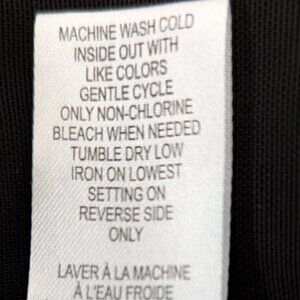 MACHINE WASH COLD
INSIDE OUT WITH
LIKE COLORS
GENTLE CYCLE
ONLY NON-CHLORINE
BLEACH WHEN NEEDED
TUMBLE DRY LOW
IRON ON LOWEST
SETTING ON
REVERSE SIDE
ONLY
LAVER À LA MACHINE
À L'EAU FROIDE